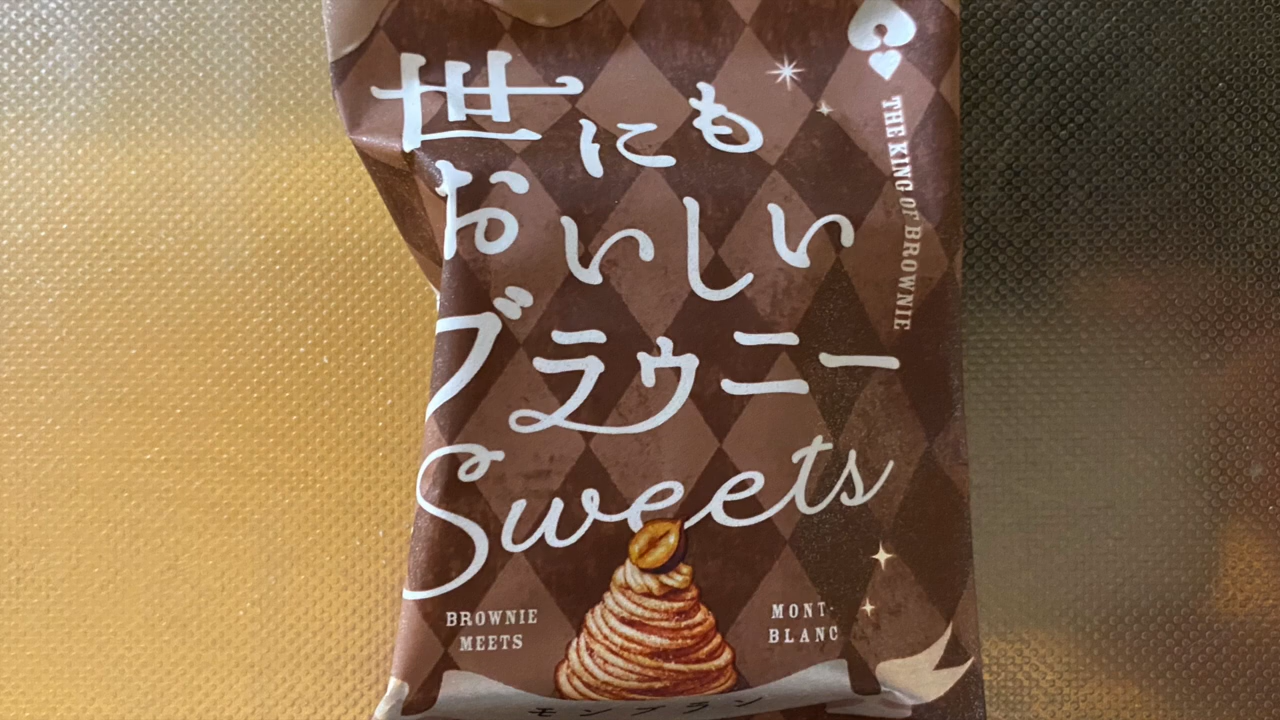 世にも
おいしい
ブラウニー
Sweets
THE KING OF BROWNIE
BROWNIE
MEETS
MONT-
BLANC
モンブラン